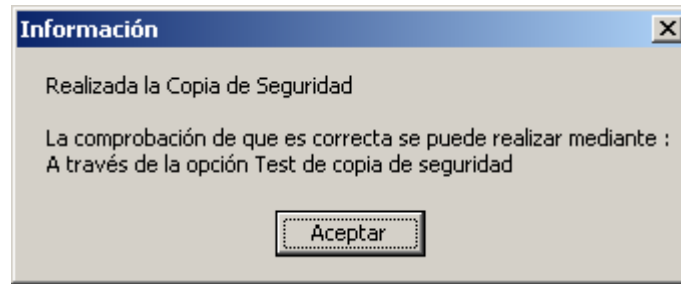 Información
Realizada la Copia de Seguridad
La comprobación de que es correcta se puede realizar mediante :
A través de la opción Test de copia de seguridad
Aceptar